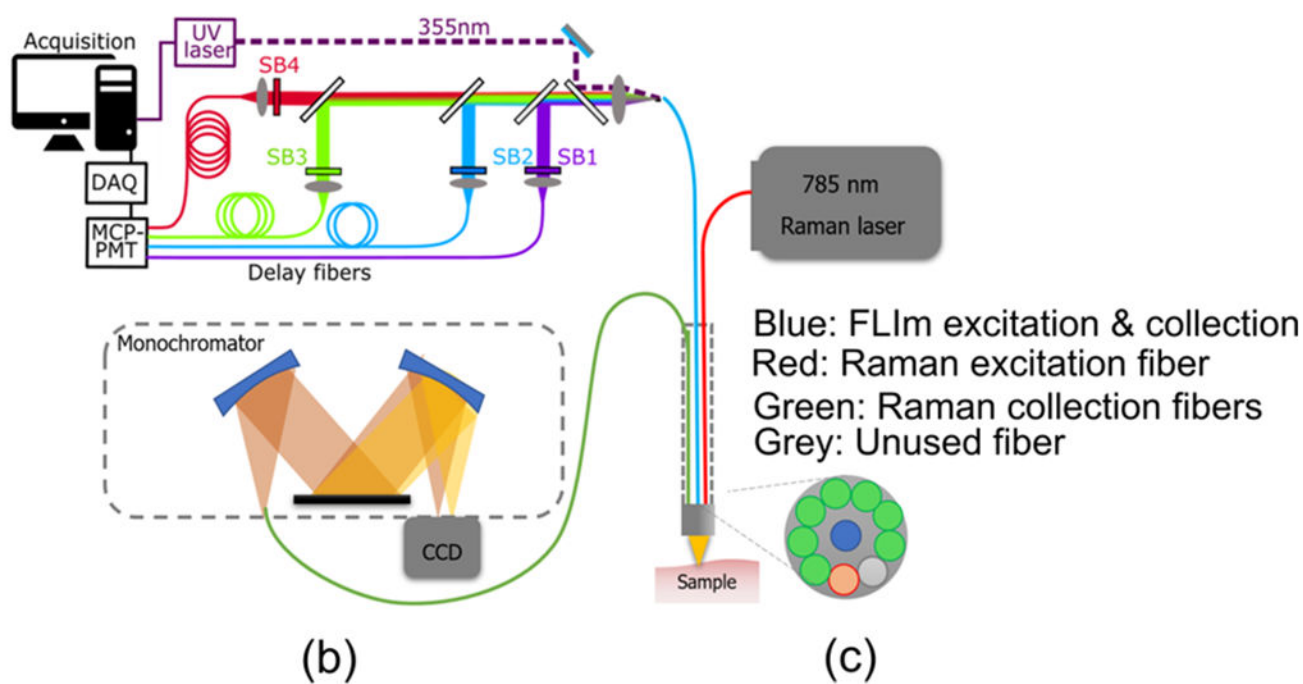 Acquisition
UV
laser
355nm
SB4
SB3
SB2
SB1
DAQ
MCP-
PMT
Delay fibers
785 nm
Raman laser
Monochromator
CCD
Sample
Blue: FLIm excitation & collection
Red: Raman excitation fiber
Green: Raman collection fibers
Grey: Unused fiber
(b)
(c)